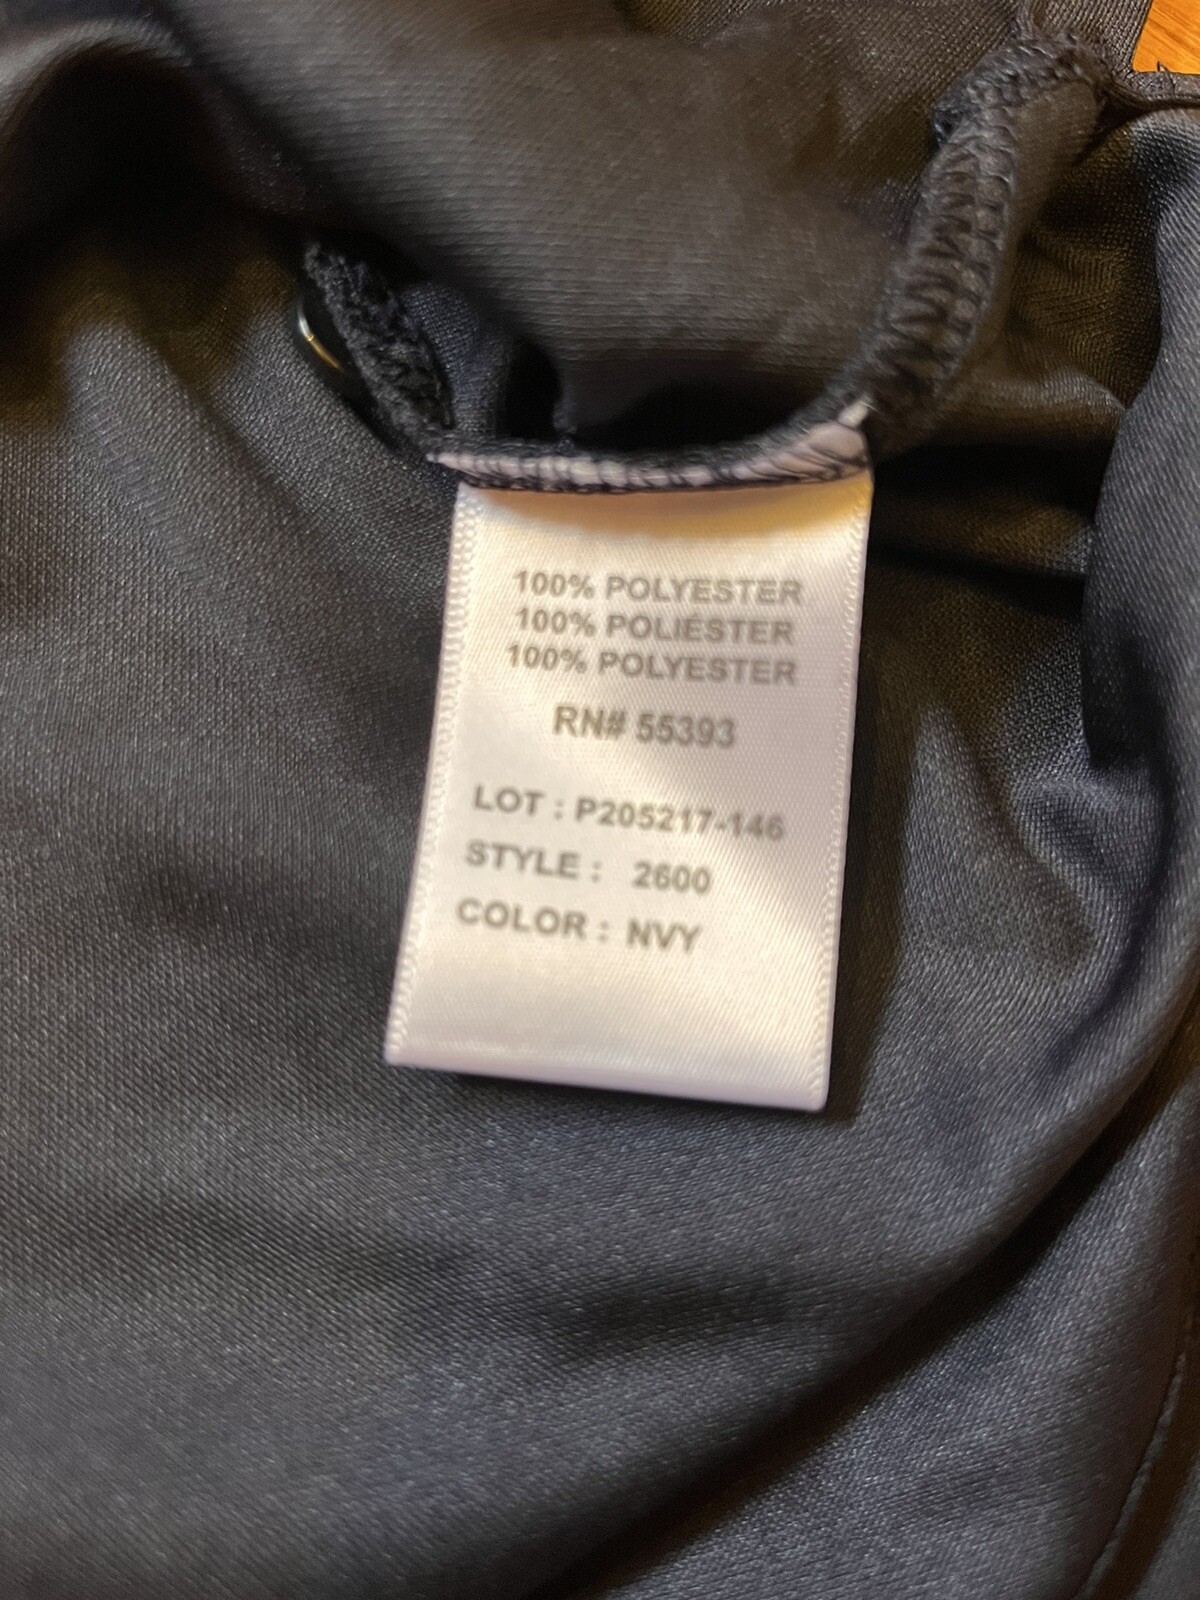 100% POLYESTER
100% POLIÉSTER
100% POLYESTER
RN# 55393
LOT : P205217-146
STYLE : 2600
COLOR : NVY